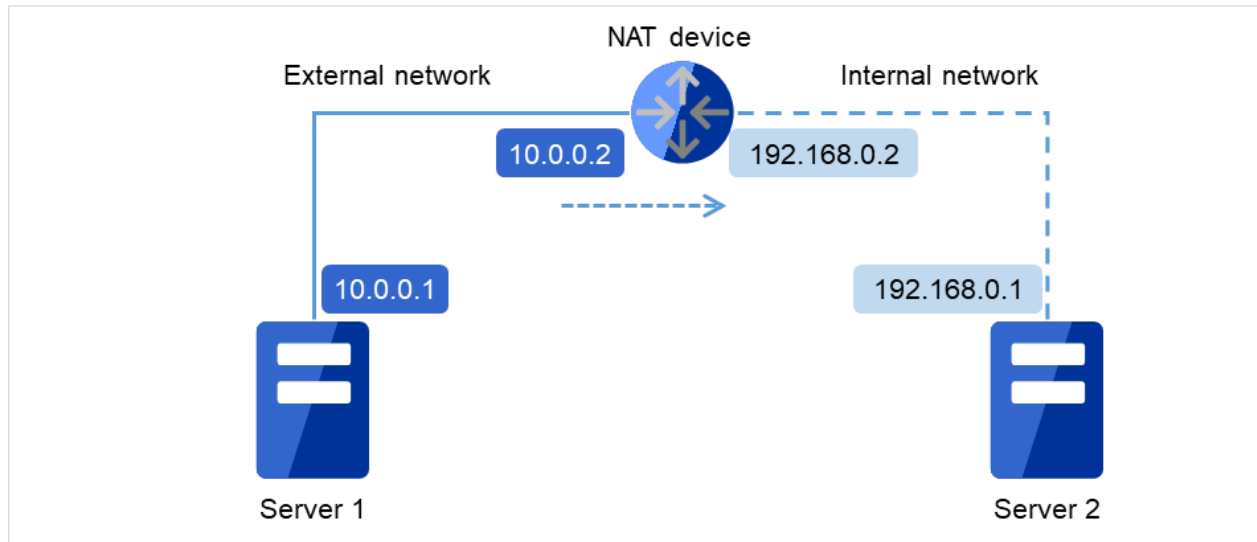 NAT device
External network
Internal network
10.0.0.2
192.168.0.2
10.0.0.1
192.168.0.1
Server 1
Server 2